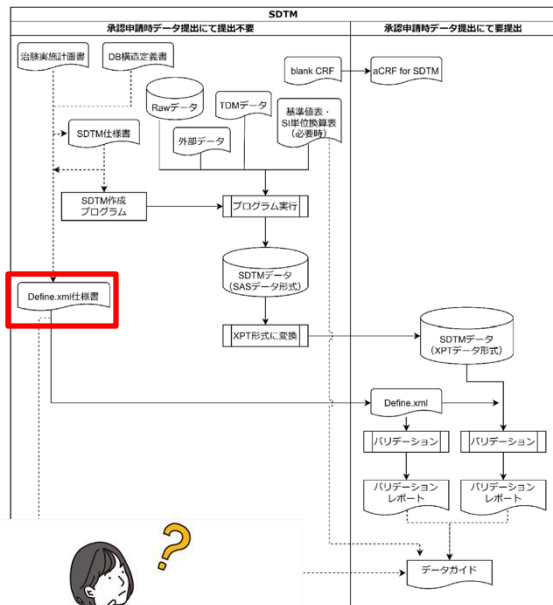 SDTM
承認申請時データ提出にて提出不要
承認申請時データ提出にて要提出
治験実施計画書
DB構造定義書
blank CRF
aCRF for SDTM
Rawデータ
TDMデータ
基準値表・
SI単位換算表
(必要時)
外部データ
SDTM仕様書
SDTM作成
プログラム
プログラム実行
SDTMデータ
(SASデータ形式)
Define.xml仕様書
XPT形式に変換
SDTMデータ
(XPTデータ形式)
Define.xml
バリデーション
バリデーション
バリデーション
レポート
バリデーション
レポート
データガイド
?